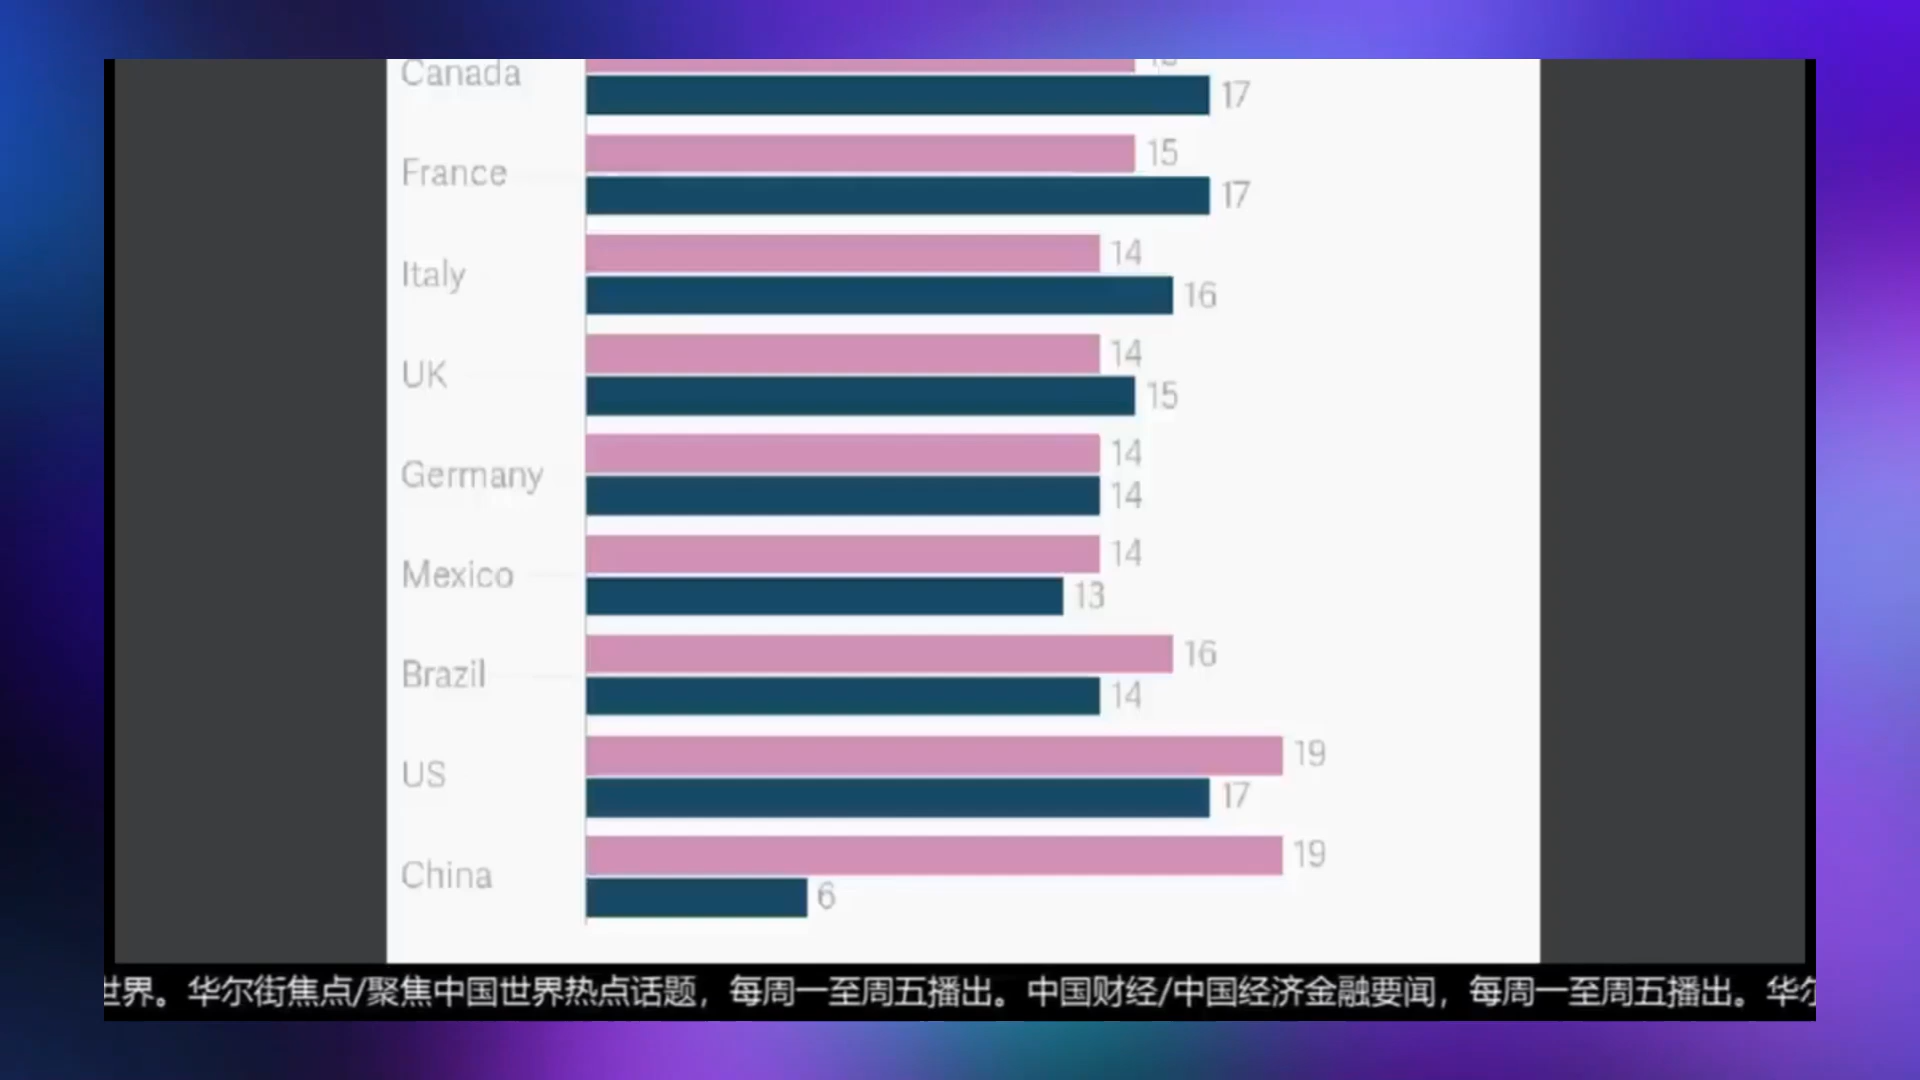 Canada
17
France
15
17
Italy
14
16
UK
14
15
Germany
14
14
Mexico
14
13
Brazil
16
14
US
19
17
China
19
6
世界。华尔街焦点/聚焦中国世界热点话题，每周一至周五播出。中国财经/中国经济金融要闻，每周一至周五播出。华尔